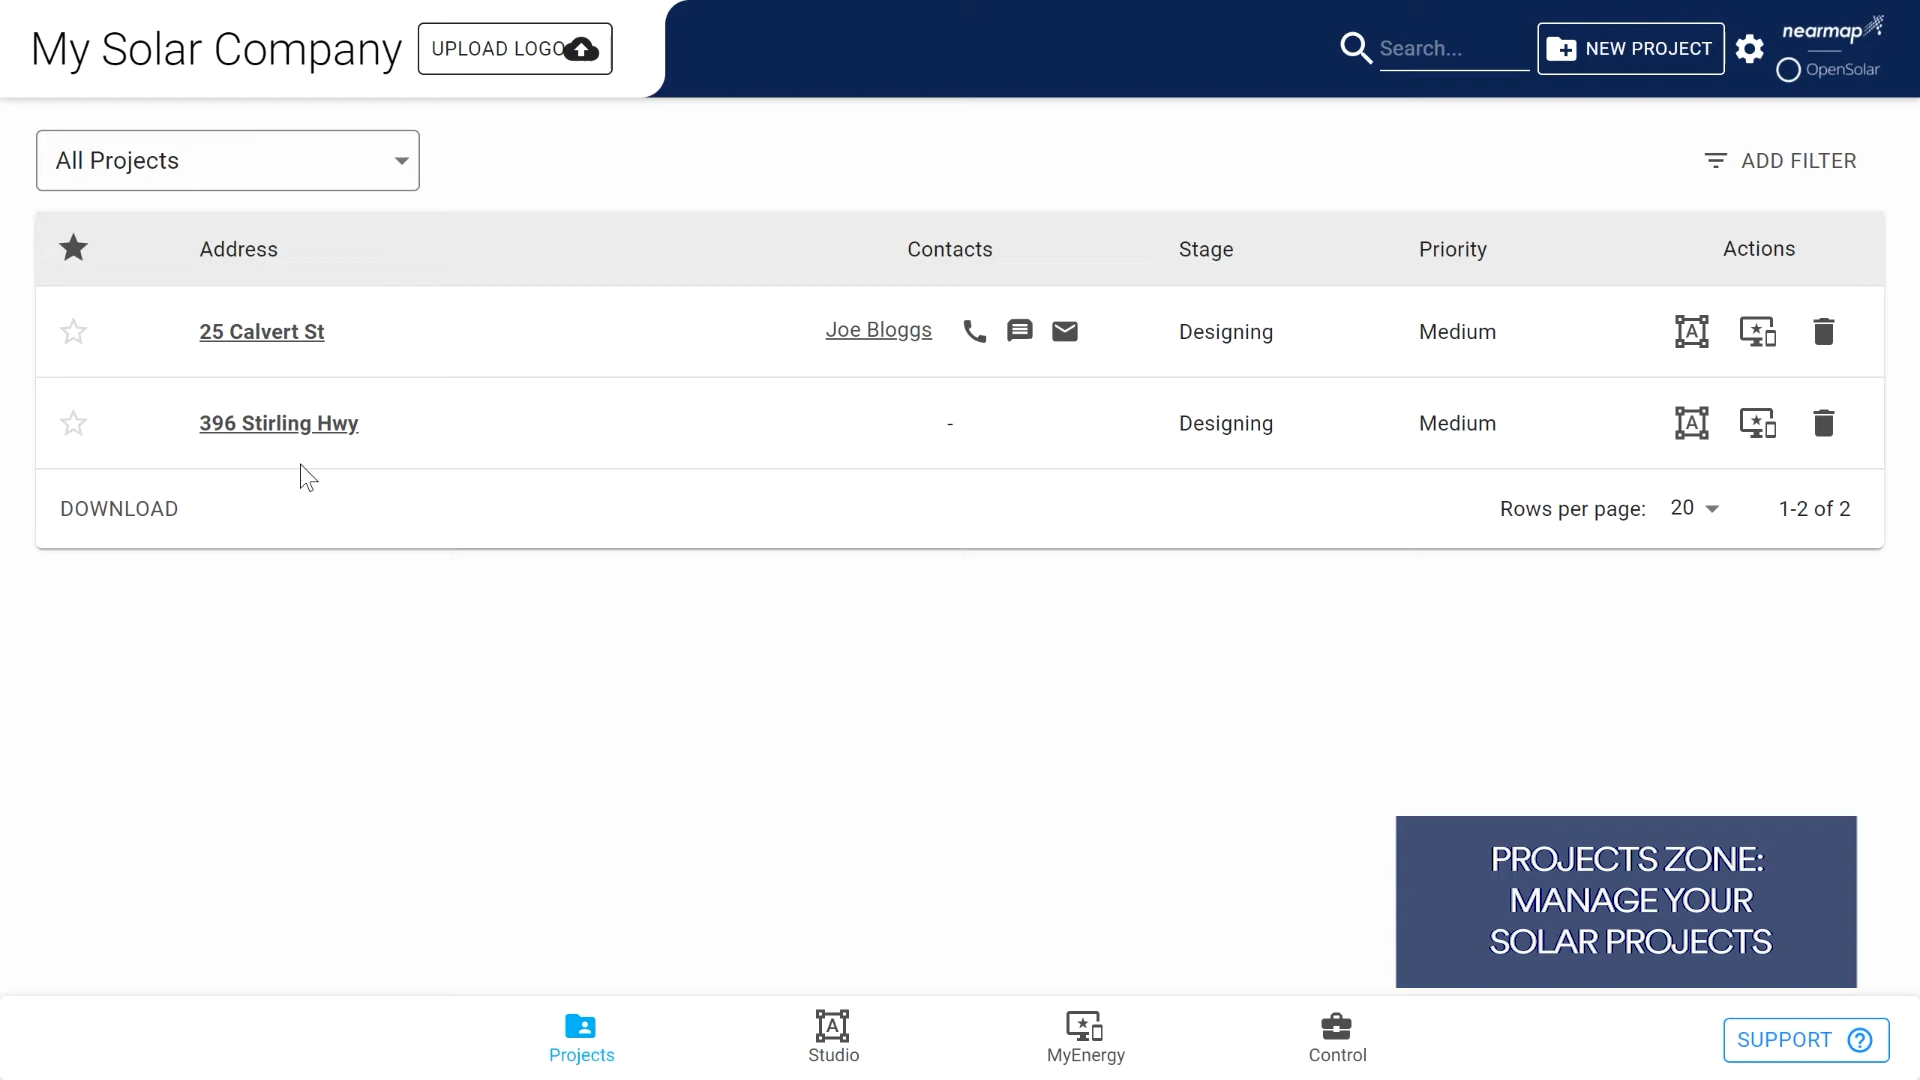 My Solar Company
UPLOAD LOGO
Search...
NEW PROJECT
nearmap
OpenSolar
All Projects
ADD FILTER
Address Contacts Stage Priority Actions
25 Calvert St Joe Bloggs Designing Medium
396 Stirling Hwy - Designing Medium
DOWNLOAD Rows per page: 20 1-2 of 2
PROJECTS ZONE:
MANAGE YOUR
SOLAR PROJECTS
Projects Studio MyEnergy Control
SUPPORT